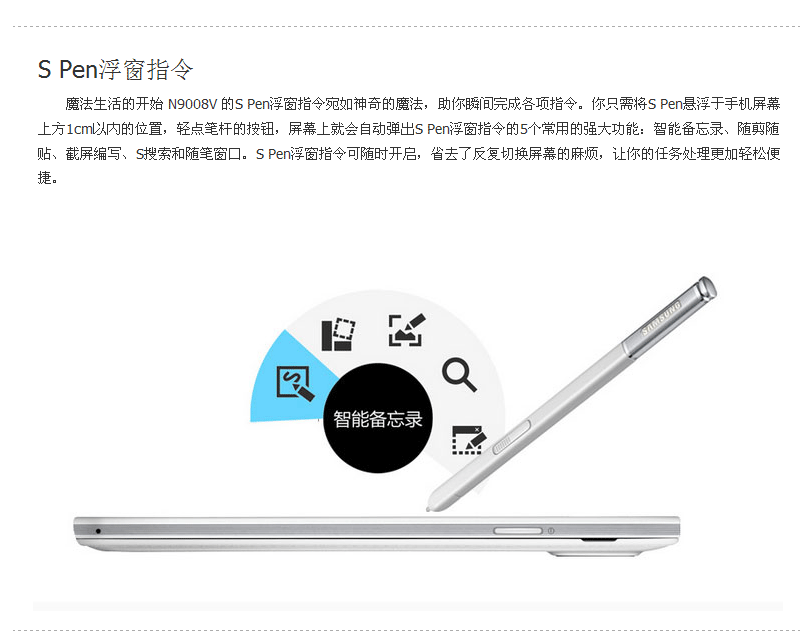 S Pen浮窗指令
魔法生活的开始 N9008V 的S Pen浮窗指令宛如神奇的魔法，助你瞬间完成各项指令。你只需将S Pen悬浮于手机屏幕
上方1cm以内的位置，轻点笔杆的按钮，屏幕上就会自动弹出S Pen浮窗指令的5个常用的强大功能：智能备忘录、随剪随
贴、截屏编写、S搜索和随笔窗口。S Pen浮窗指令可随时开启，省去了反复切换屏幕的麻烦，让你的任务处理更加轻松便
捷。
SAMSUNG
智能备忘录